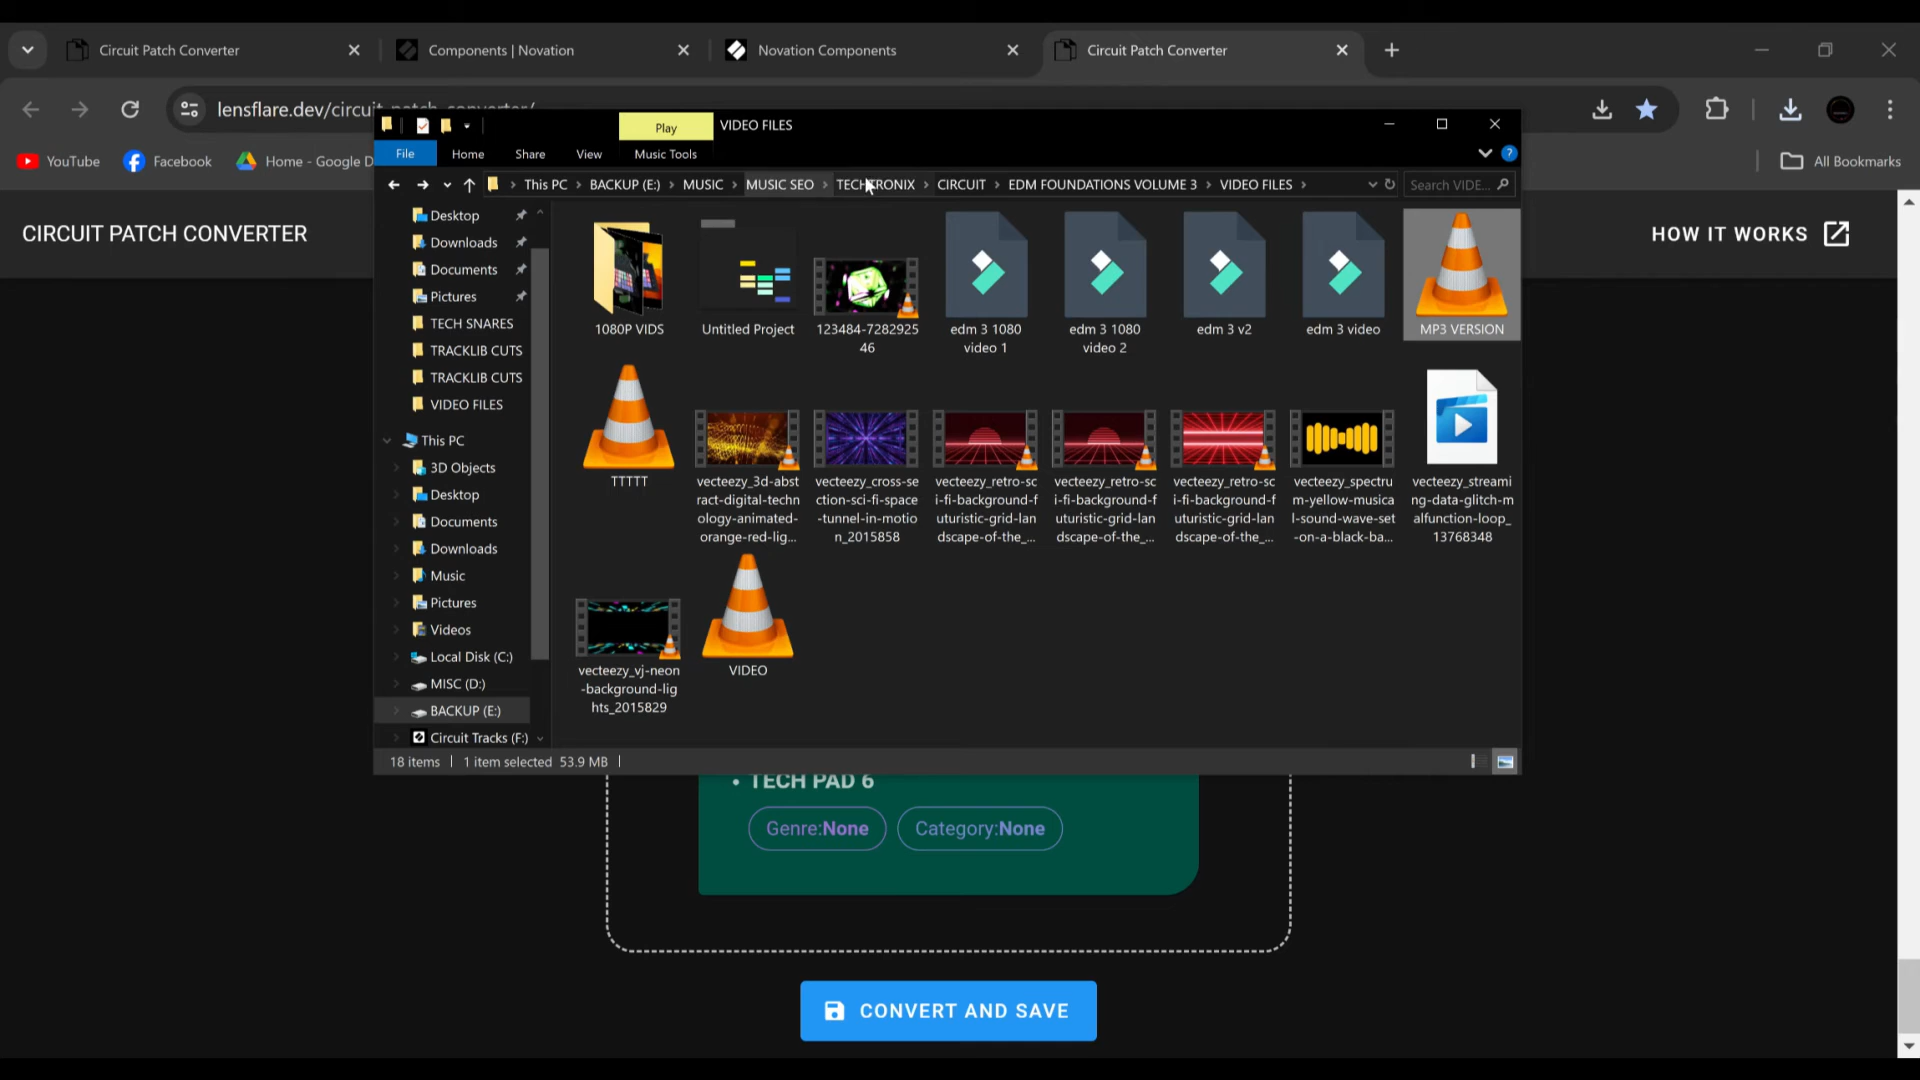 Circuit Patch Converter
Components | Novation
Novation Components
Circuit Patch Converter
lensflare.dev/circuit_patch_converter/
YouTube
Facebook
Home - Google D
All Bookmarks
CIRCUIT PATCH CONVERTER
HOW IT WORKS
Play
VIDEO FILES
File
Home
Share
View
Music Tools
This PC
BACKUP (E:)
MUSIC
MUSIC SEO
TECHTRONIX
CIRCUIT
EDM FOUNDATIONS VOLUME 3
VIDEO FILES
Search VIDE...
Desktop
Downloads
Documents
Pictures
TECH SNARES
TRACKLIB CUTS
TRACKLIB CUTS
VIDEO FILES
This PC
3D Objects
Desktop
Documents
Downloads
Music
Pictures
Videos
Local Disk (C:)
MISC (D:)
BACKUP (E:)
Circuit Tracks (F:)
1080P VIDS
Untitled Project
123484-7282925
46
edm 3 1080
video 1
edm 3 1080
video 2
edm 3 v2
edm 3 video
MP3 VERSION
TTTTT
vecteezy_3d-abst
ract-digital-techn
ology-animated-
orange-red-lig...
vecteezy_cross-se
ction-sci-fi-space
-tunnel-in-motio
n_2015858
vecteezy_retro-sc
i-fi-background-f
uturistic-grid-lan
dscape-of-the_...
vecteezy_retro-sc
i-fi-background-f
uturistic-grid-lan
dscape-of-the_...
vecteezy_retro-sc
i-fi-background-f
uturistic-grid-lan
dscape-of-the_...
vecteezy_spectru
m-yellow-musica
l-sound-wave-set
-on-a-black-ba...
vecteezy_streami
ng-data-glitch-m
alfunction-loop_
13768348
vecteezy_vj-neon
-background-lig
hts_2015829
VIDEO
18 items
1 item selected 53.9 MB
• TECH PAD 6
Genre:None
Category:None
CONVERT AND SAVE